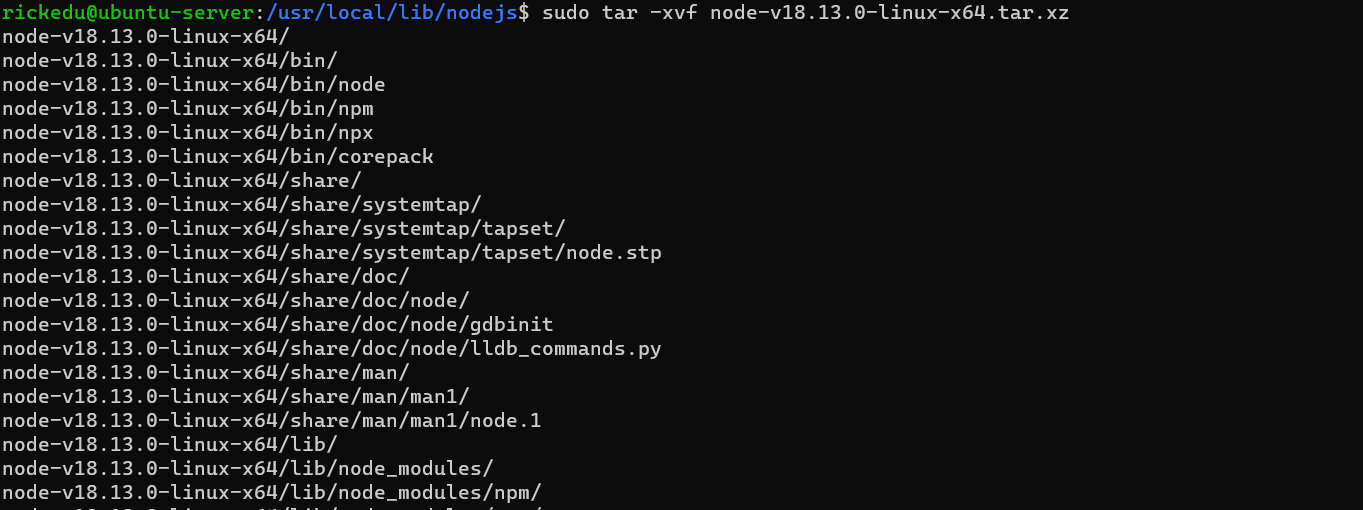 rickedu@ubuntu-server:/usr/local/lib/nodejs$ sudo tar -xvf node-v18.13.0-linux-x64.tar.xz
node-v18.13.0-linux-x64/
node-v18.13.0-linux-x64/bin/
node-v18.13.0-linux-x64/bin/node
node-v18.13.0-linux-x64/bin/npm
node-v18.13.0-linux-x64/bin/npx
node-v18.13.0-linux-x64/bin/corepack
node-v18.13.0-linux-x64/share/
node-v18.13.0-linux-x64/share/systemtap/
node-v18.13.0-linux-x64/share/systemtap/tapset/
node-v18.13.0-linux-x64/share/systemtap/tapset/node.stp
node-v18.13.0-linux-x64/share/doc/
node-v18.13.0-linux-x64/share/doc/node/
node-v18.13.0-linux-x64/share/doc/node/gdbinit
node-v18.13.0-linux-x64/share/doc/node/lldb_commands.py
node-v18.13.0-linux-x64/share/man/
node-v18.13.0-linux-x64/share/man/man1/
node-v18.13.0-linux-x64/share/man/man1/node.1
node-v18.13.0-linux-x64/lib/
node-v18.13.0-linux-x64/lib/node_modules/
node-v18.13.0-linux-x64/lib/node_modules/npm/